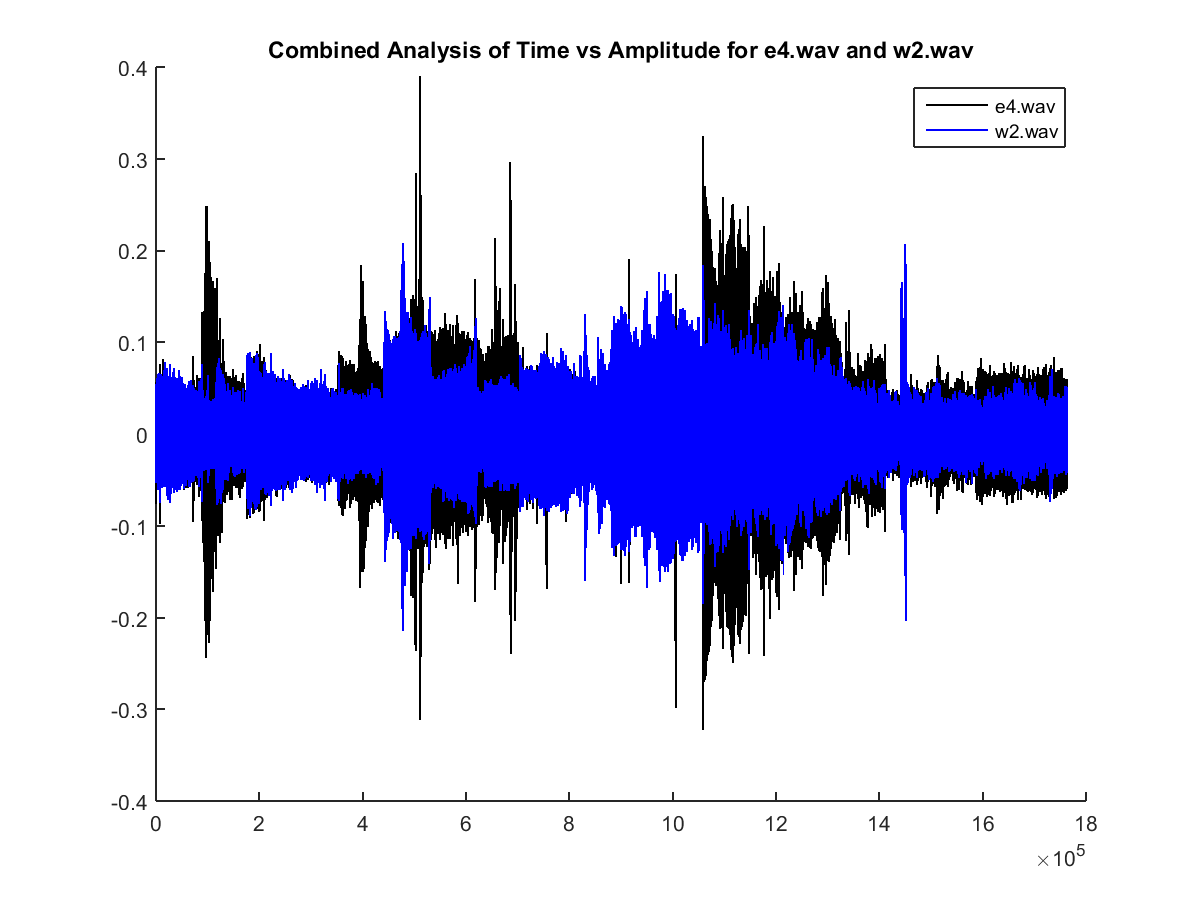 Combined Analysis of Time vs Amplitude for e4.wav and w2.wav
e4.wav
w2.wav
0.4
0.3
0.2
0.1
0
-0.1
-0.2
-0.3
-0.4
0 2 4 6 8 10 12 14 16 18
×10⁵